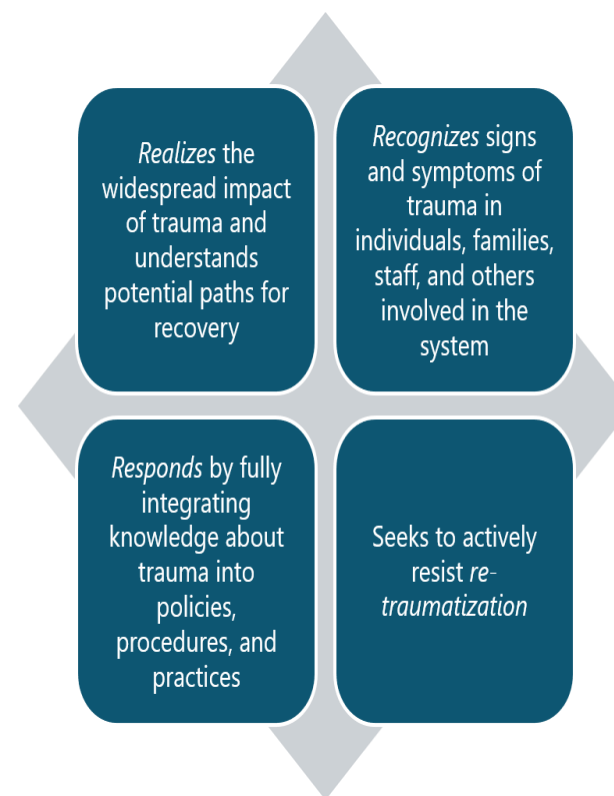 Realizes the
widespread impact
of trauma and
understands
potential paths for
recovery
Recognizes signs
and symptoms of
trauma in
individuals, families,
staff, and others
involved in the
system
Responds by fully
integrating
knowledge about
trauma into
policies,
procedures, and
practices
Seeks to actively
resist re-
traumatization